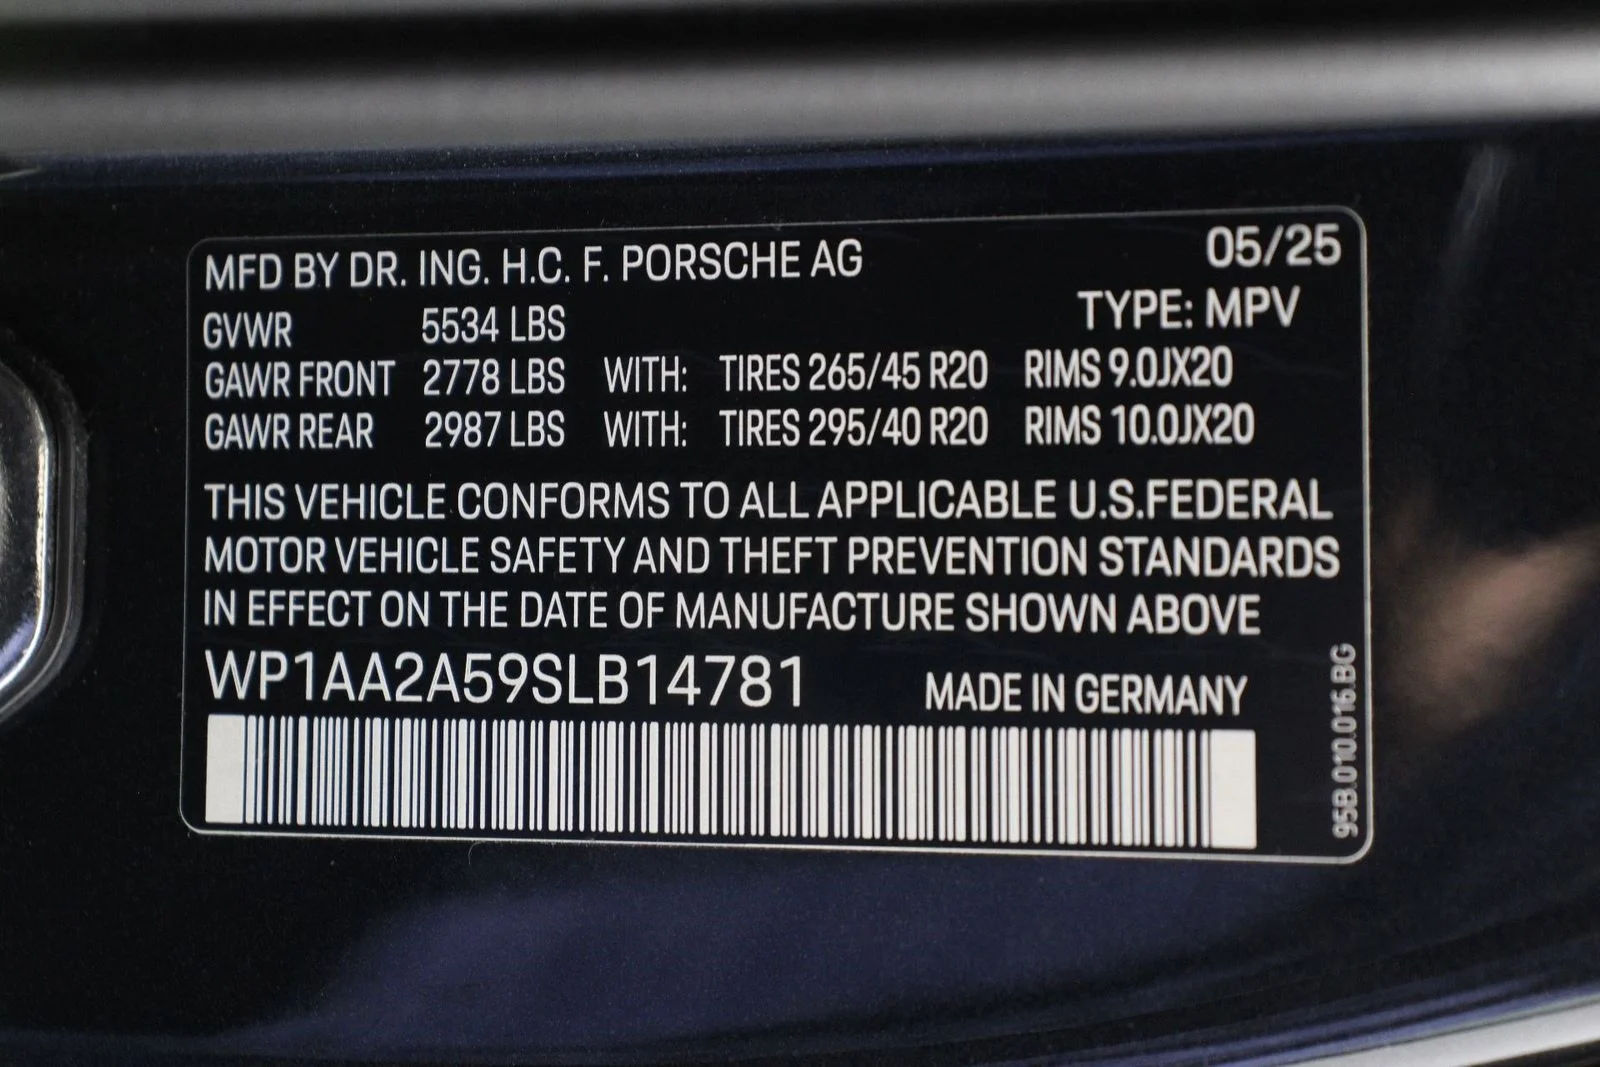 MFD BY DR. ING. H.C. F. PORSCHE AG 05/25
GVWR 5534 LBS TYPE: MPV
GAWR FRONT 2778 LBS WITH: TIRES 265/45 R20 RIMS 9.0JX20
GAWR REAR 2987 LBS WITH: TIRES 295/40 R20 RIMS 10.0JX20
THIS VEHICLE CONFORMS TO ALL APPLICABLE U.S.FEDERAL
MOTOR VEHICLE SAFETY AND THEFT PREVENTION STANDARDS
IN EFFECT ON THE DATE OF MANUFACTURE SHOWN ABOVE
WP1AA2A59SLB14781 MADE IN GERMANY
95B.010.016.BG